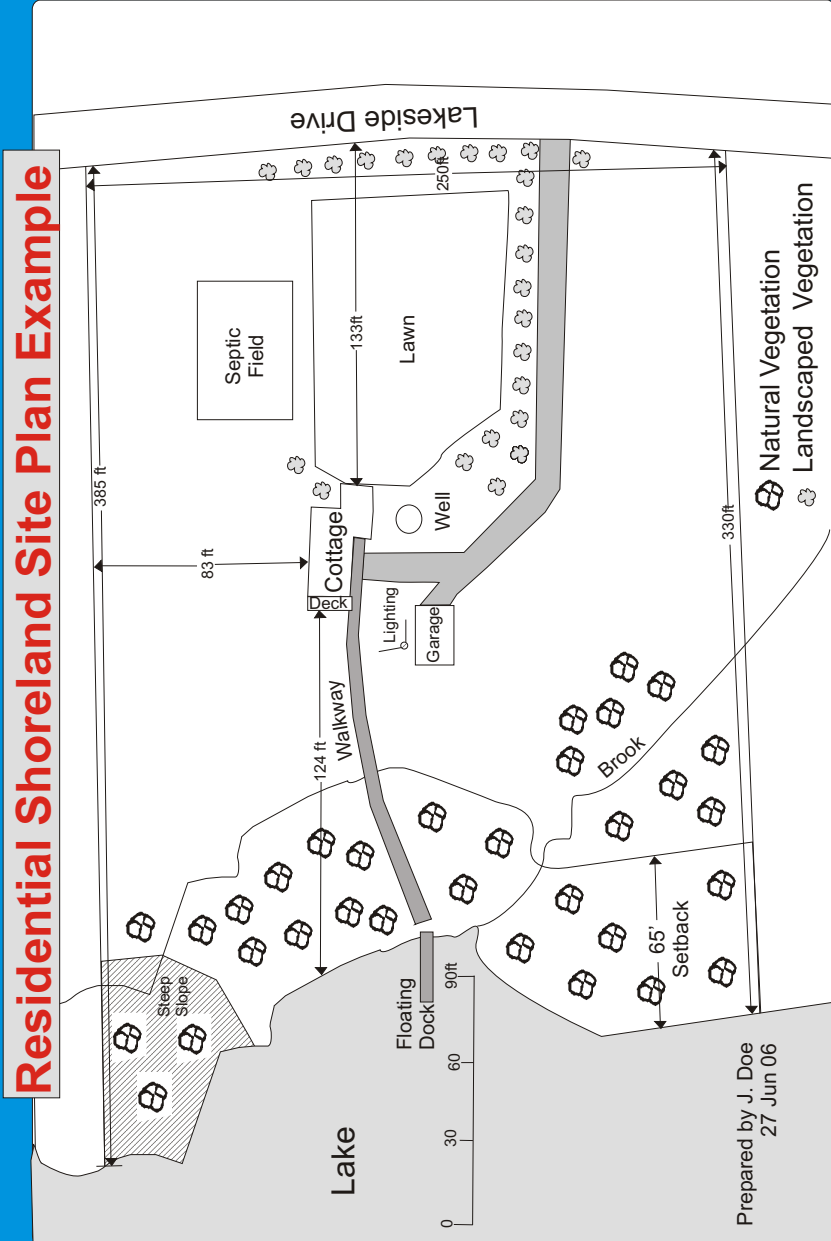 Residential Shoreland Site Plan Example
385 ft
83 ft
Septic
Field
Lakeside Drive
250ft
133ft
Lawn
Cottage
Deck
Well
Lighting
Garage
Walkway
124 ft
Steep
Slope
Floating
Dock
Lake
0
30
60
90ft
Brook
65'
Setback
330ft
Natural Vegetation
Landscaped Vegetation
Prepared by J. Doe
27 Jun 06